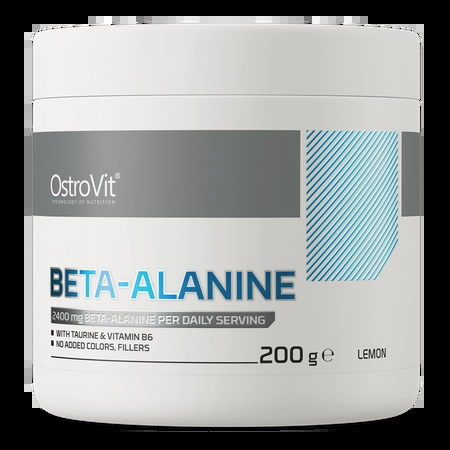 OstroVit®
TECHNOLOGY OF NUTRITION
BETA-ALANINE
2400 mg BETA-ALANINE PER DAILY SERVING
• WITH TAURINE & VITAMIN B6
• NO ADDED COLORS, FILLERS
200 g ℮
LEMON